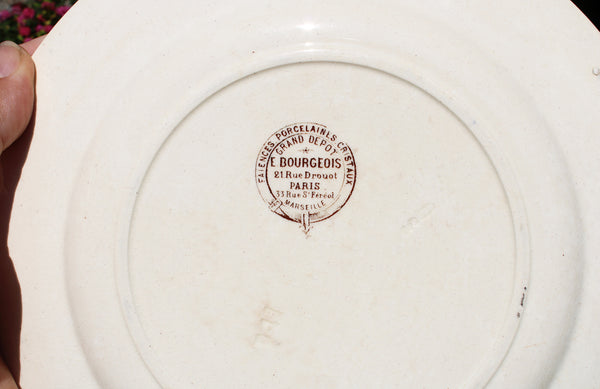 FAIENCES PORCELAINES CRISTAUX
GRAND DEPOT
E BOURGEOIS
21 Rue Drouot
PARIS
33 Rue St Féréol
MARSEILLE